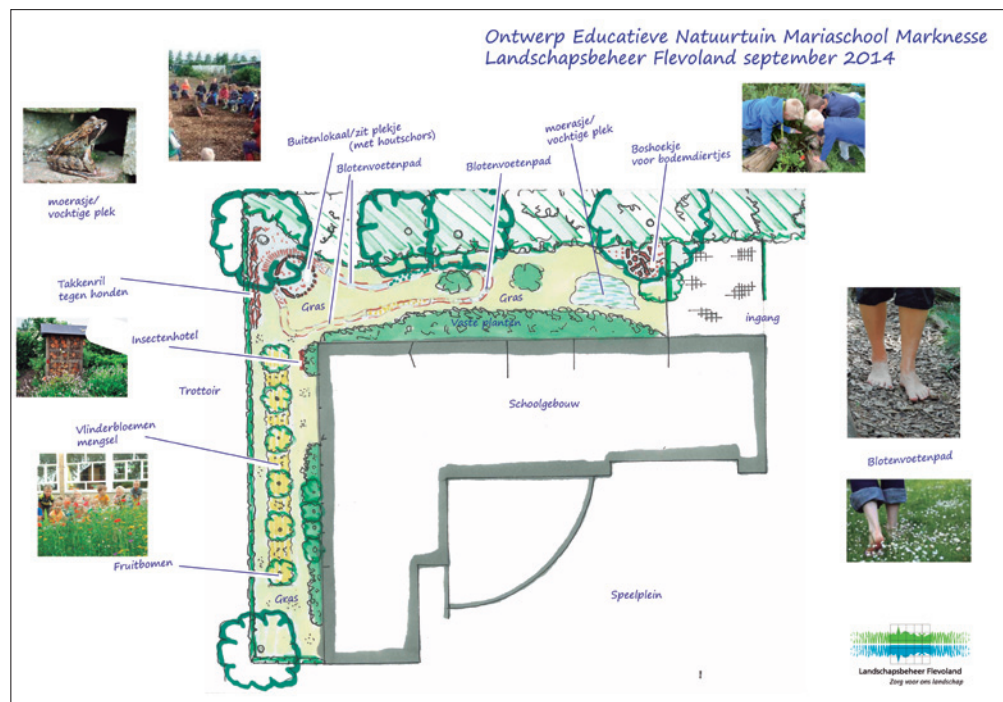 Ontwerp Educatieve Natuurtuin Mariaschool Marknesse
Landschapsbeheer Flevoland september 2014
Buitenlokaal/zit plekje
(met houtschors)
Blotenvoetenpad
Blotenvoetenpad
moerasje/
vochtige plek
Boshoekje
voor bodemdiertjes
moerasje/
vochtige plek
Takkenril
tegen honden
Gras
Gras
Vaste planten
ingang
Insectenhotel
Trottoir
Schoolgebouw
Vlinderbloemen
mengsel
Blotenvoetenpad
Fruitbomen
Gras
Speelplein
Landschapsbeheer Flevoland
Zorg voor ons landschap